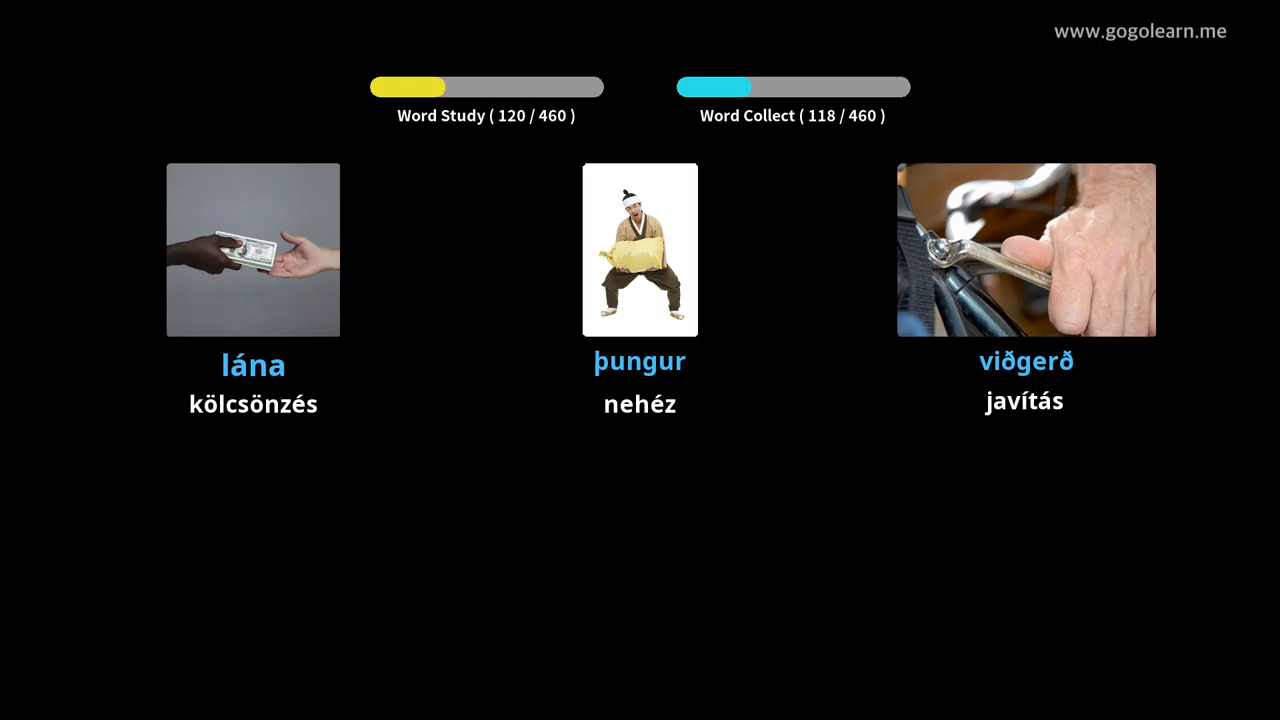 www.gogolearn.me
Word Study ( 120 / 460 )
Word Collect ( 118 / 460 )
lána
þungur
viðgerð
kölcsönzés
nehéz
javítás